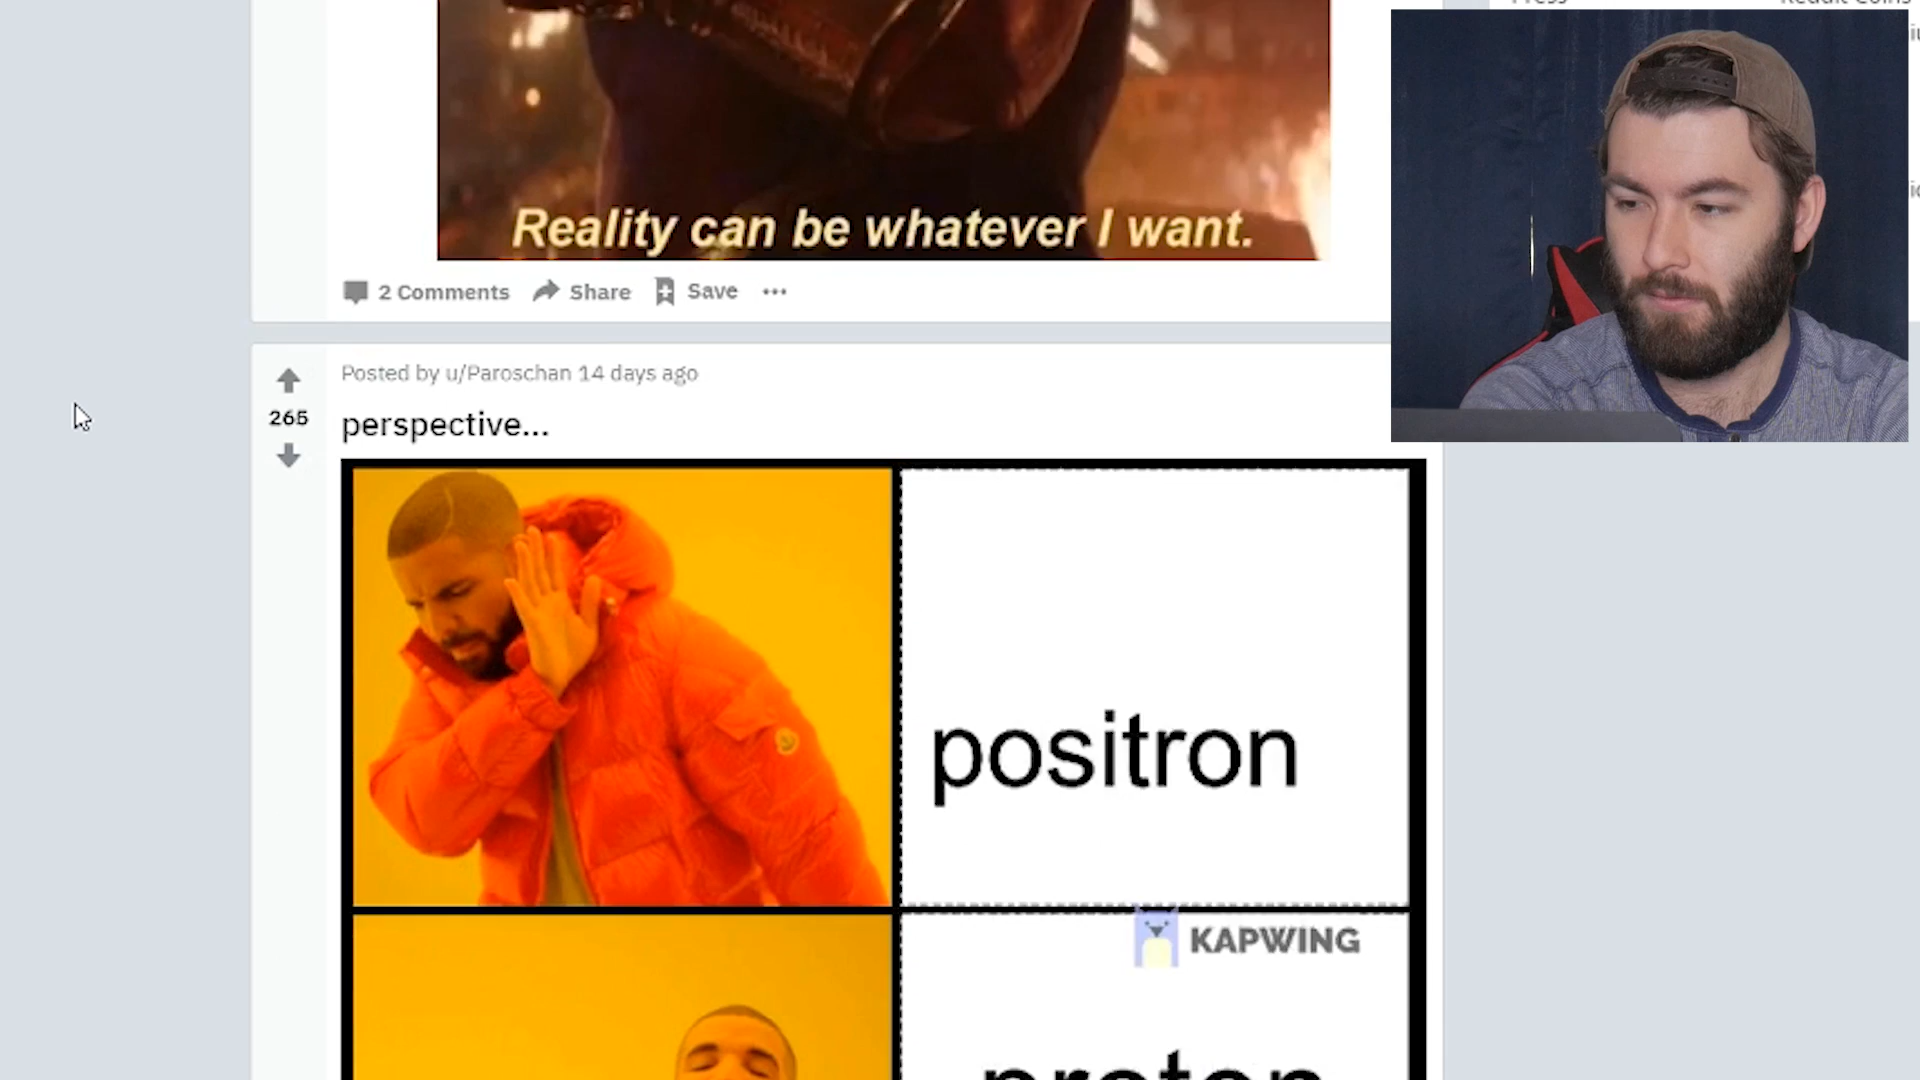 Reality can be whatever I want.
2 Comments Share Save
Posted by u/Paroschan 14 days ago
265
perspective...
positron
KAPWING